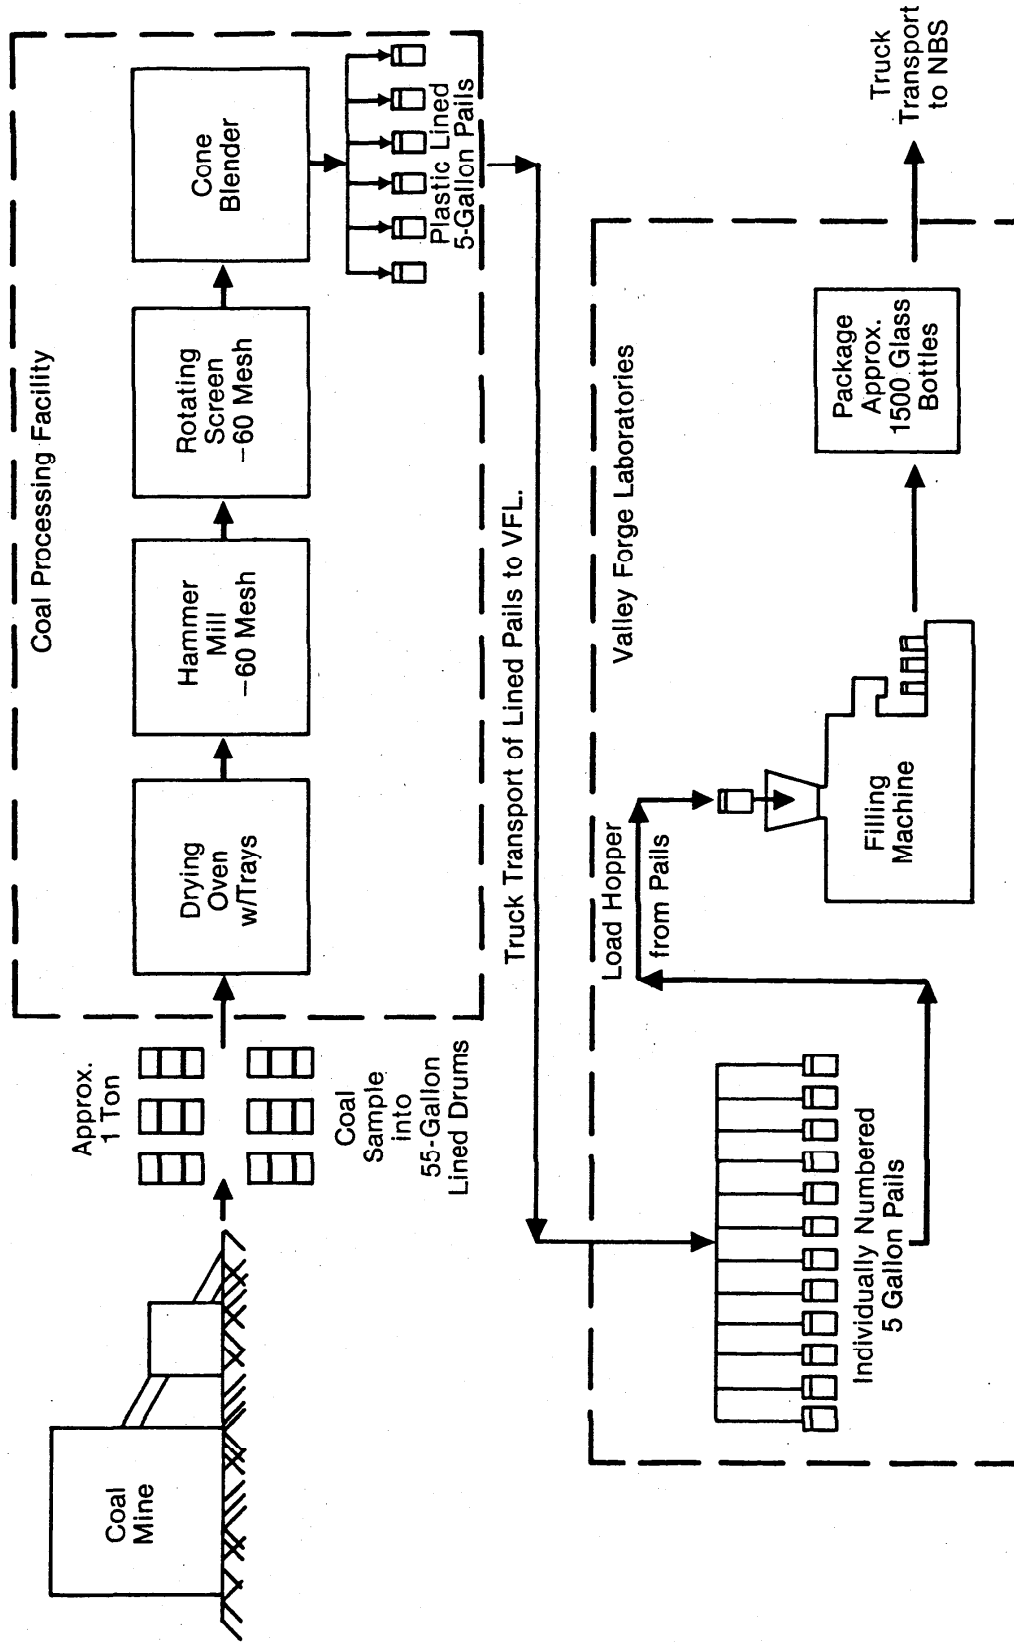 Coal
Mine
Approx.
1 Ton
Coal
Sample
into
55-Gallon
Lined Drums
Coal Processing Facility
Drying
Oven
w/Trays
Hammer
Mill
−60 Mesh
Rotating
Screen
−60 Mesh
Cone
Blender
Plastic Lined
5-Gallon Pails
Truck Transport of Lined Pails to VFL.
Valley Forge Laboratories
Individually Numbered
5 Gallon Pails
Load Hopper
from Pails
Filling
Machine
Package
Approx.
1500 Glass
Bottles
Truck
Transport
to NBS